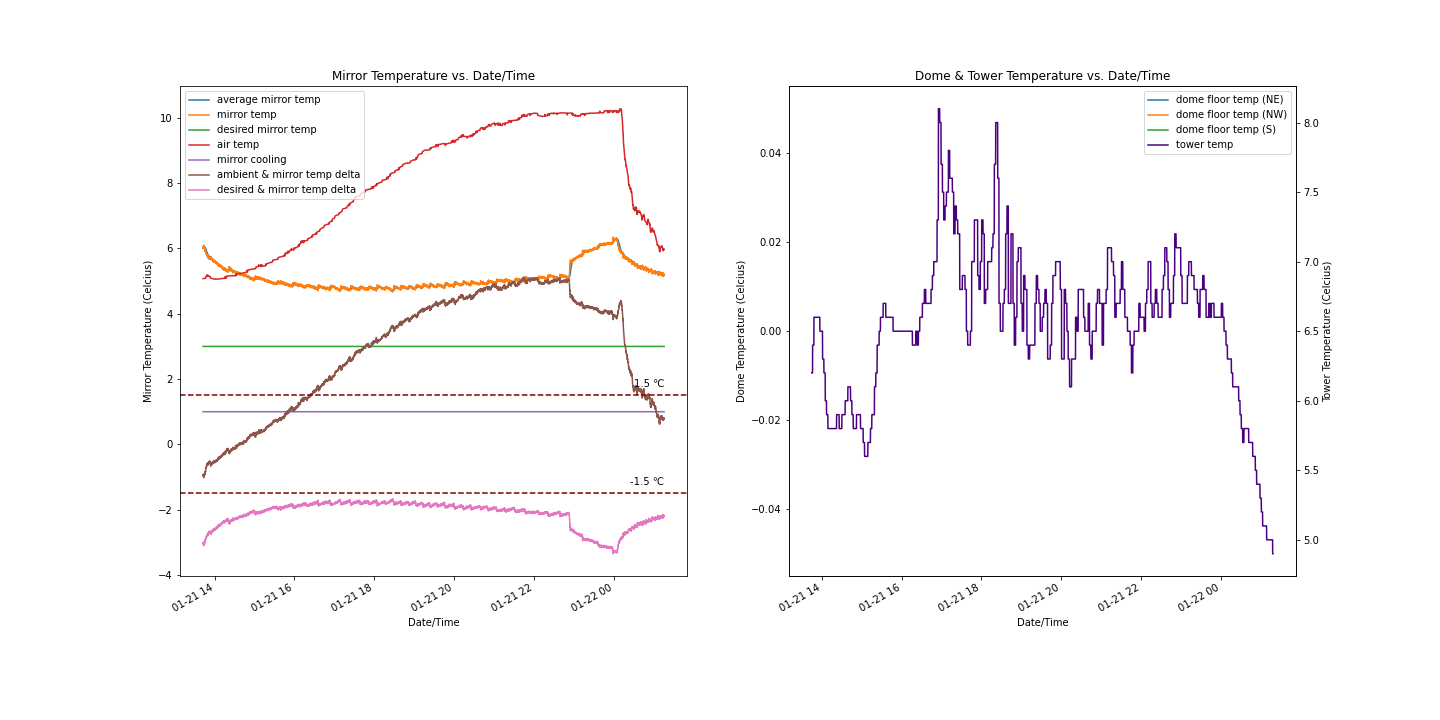 Mirror Temperature vs. Date/Time
average mirror temp
mirror temp
desired mirror temp
air temp
mirror cooling
ambient & mirror temp delta
desired & mirror temp delta
10
8
6
4
2
0
−2
−4
Mirror Temperature (Celcius)
1.5 °C
-1.5 °C
01-21 14
01-21 16
01-21 18
01-21 20
01-21 22
01-22 00
Date/Time
Dome & Tower Temperature vs. Date/Time
dome floor temp (NE)
dome floor temp (NW)
dome floor temp (S)
tower temp
0.04
0.02
0.00
−0.02
−0.04
Dome Temperature (Celcius)
8.0
7.5
7.0
6.5
6.0
5.5
5.0
Tower Temperature (Celcius)
01-21 14
01-21 16
01-21 18
01-21 20
01-21 22
01-22 00
Date/Time